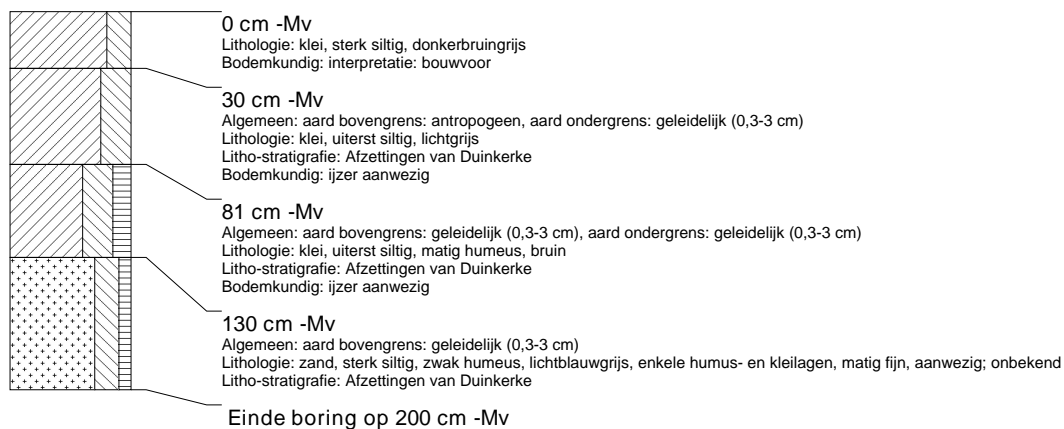 0 cm -Mv
Lithologie: klei, sterk siltig, donkerbruingrijs
Bodemkundig: interpretatie: bouwvoor
30 cm -Mv
Algemeen: aard bovengrens: antropogeen, aard ondergrens: geleidelijk (0,3-3 cm)
Lithologie: klei, uiterst siltig, lichtgrijs
Litho-stratigrafie: Afzettingen van Duinkerke
Bodemkundig: ijzer aanwezig
81 cm -Mv
Algemeen: aard bovengrens: geleidelijk (0,3-3 cm), aard ondergrens: geleidelijk (0,3-3 cm)
Lithologie: klei, uiterst siltig, matig humeus, bruin
Litho-stratigrafie: Afzettingen van Duinkerke
Bodemkundig: ijzer aanwezig
130 cm -Mv
Algemeen: aard bovengrens: geleidelijk (0,3-3 cm)
Lithologie: zand, sterk siltig, zwak humeus, lichtblauwgrijs, enkele humus- en kleilagen, matig fijn, aanwezig; onbekend
Litho-stratigrafie: Afzettingen van Duinkerke
Einde boring op 200 cm -Mv